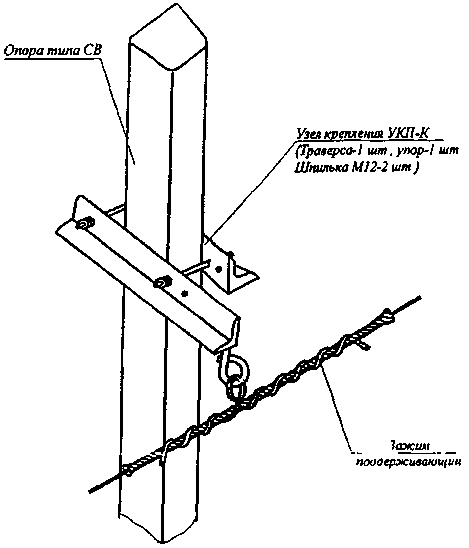 Опора типа СВ
Узел крепления УКП-К
(Траверса-1 шт, упор-1 шт
Шпилька М12-2 шт)
Зажим
поддерживающий